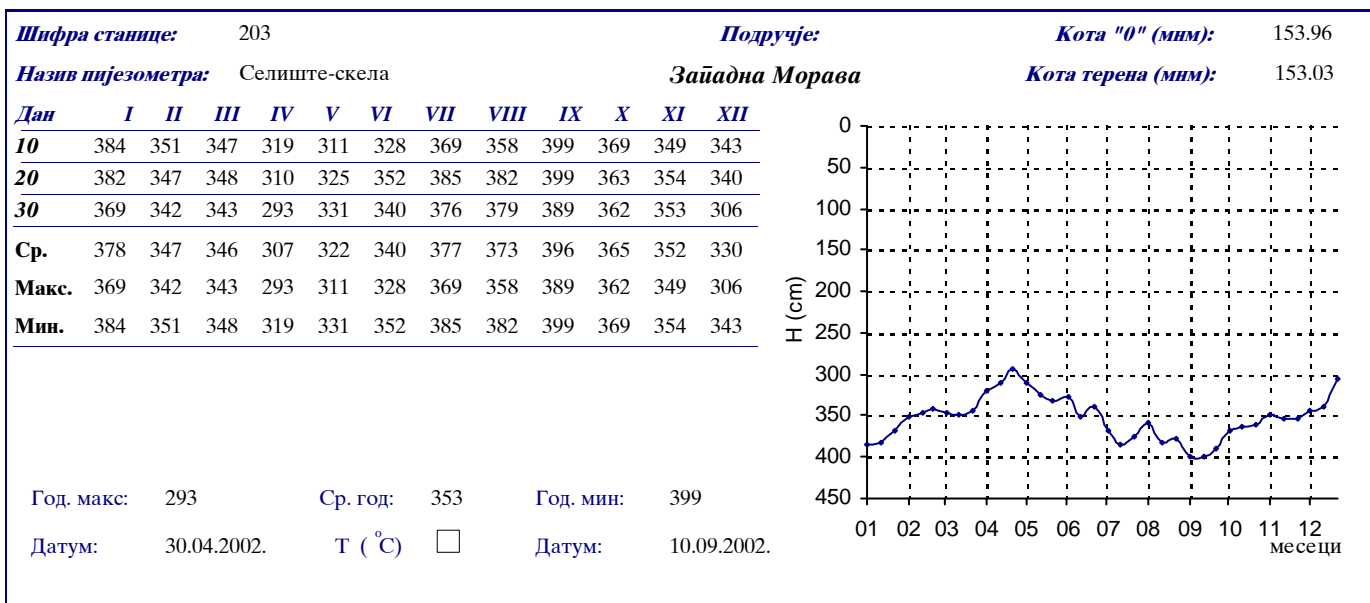 Шифра станице: 203 Подручје: Кота "0" (мнм): 153.96
Назив пијезометра: Селиште-скела Западна Морава Кота терена (мнм): 153.03
Дан I II III IV V VI VII VIII IX X XI XII
10 384 351 347 319 311 328 369 358 399 369 349 343
20 382 347 348 310 325 352 385 382 399 363 354 340
30 369 342 343 293 331 340 376 379 389 362 353 306
Ср. 378 347 346 307 322 340 377 373 396 365 352 330
Макс. 369 342 343 293 311 328 369 358 389 362 349 306
Мин. 384 351 348 319 331 352 385 382 399 369 354 343
0
50
100
150
200
250
300
350
400
450
H (cm)
01 02 03 04 05 06 07 08 09 10 11 12
месеци
Год. макс: 293 Ср. год: 353 Год. мин: 399
Датум: 30.04.2002. Т ( °С) Датум: 10.09.2002.